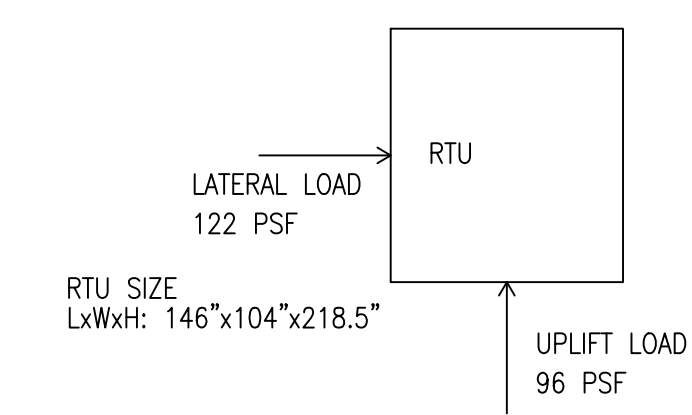 RTU
LATERAL LOAD
122 PSF
RTU SIZE
LxWxH: 146”x104”x218.5”
UPLIFT LOAD
96 PSF